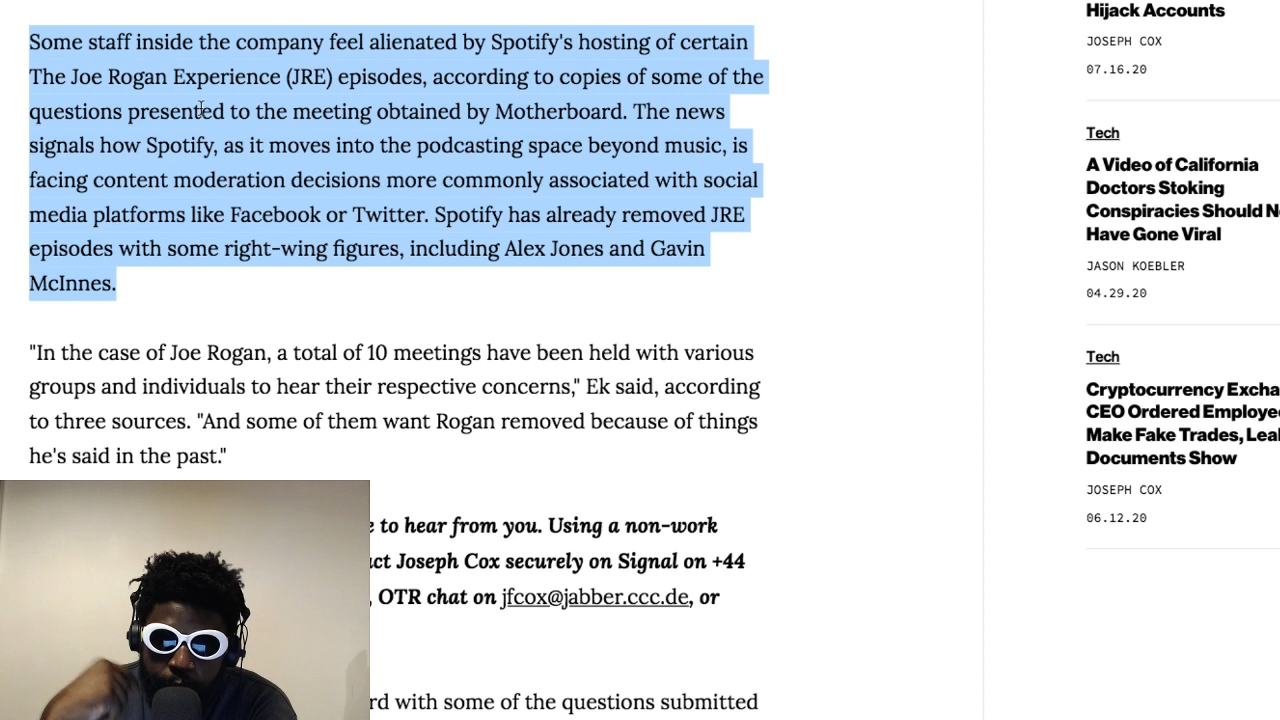 Some staff inside the company feel alienated by Spotify's hosting of certain
The Joe Rogan Experience (JRE) episodes, according to copies of some of the
questions presented to the meeting obtained by Motherboard. The news
signals how Spotify, as it moves into the podcasting space beyond music, is
facing content moderation decisions more commonly associated with social
media platforms like Facebook or Twitter. Spotify has already removed JRE
episodes with some right-wing figures, including Alex Jones and Gavin
McInnes.
"In the case of Joe Rogan, a total of 10 meetings have been held with various
groups and individuals to hear their respective concerns," Ek said, according
to three sources. "And some of them want Rogan removed because of things
he's said in the past."
to hear from you. Using a non-work
Joseph Cox securely on Signal on +44
, OTR chat on jfcox@jabber.ccc.de, or
with some of the questions submitted
Hijack Accounts
JOSEPH COX
07.16.20
Tech
A Video of California
Doctors Stoking
Conspiracies Should
Have Gone Viral
JASON KOEBLER
04.29.20
Tech
Cryptocurrency
CEO Ordered
Make Fake Trades,
Documents Show
JOSEPH COX
06.12.20